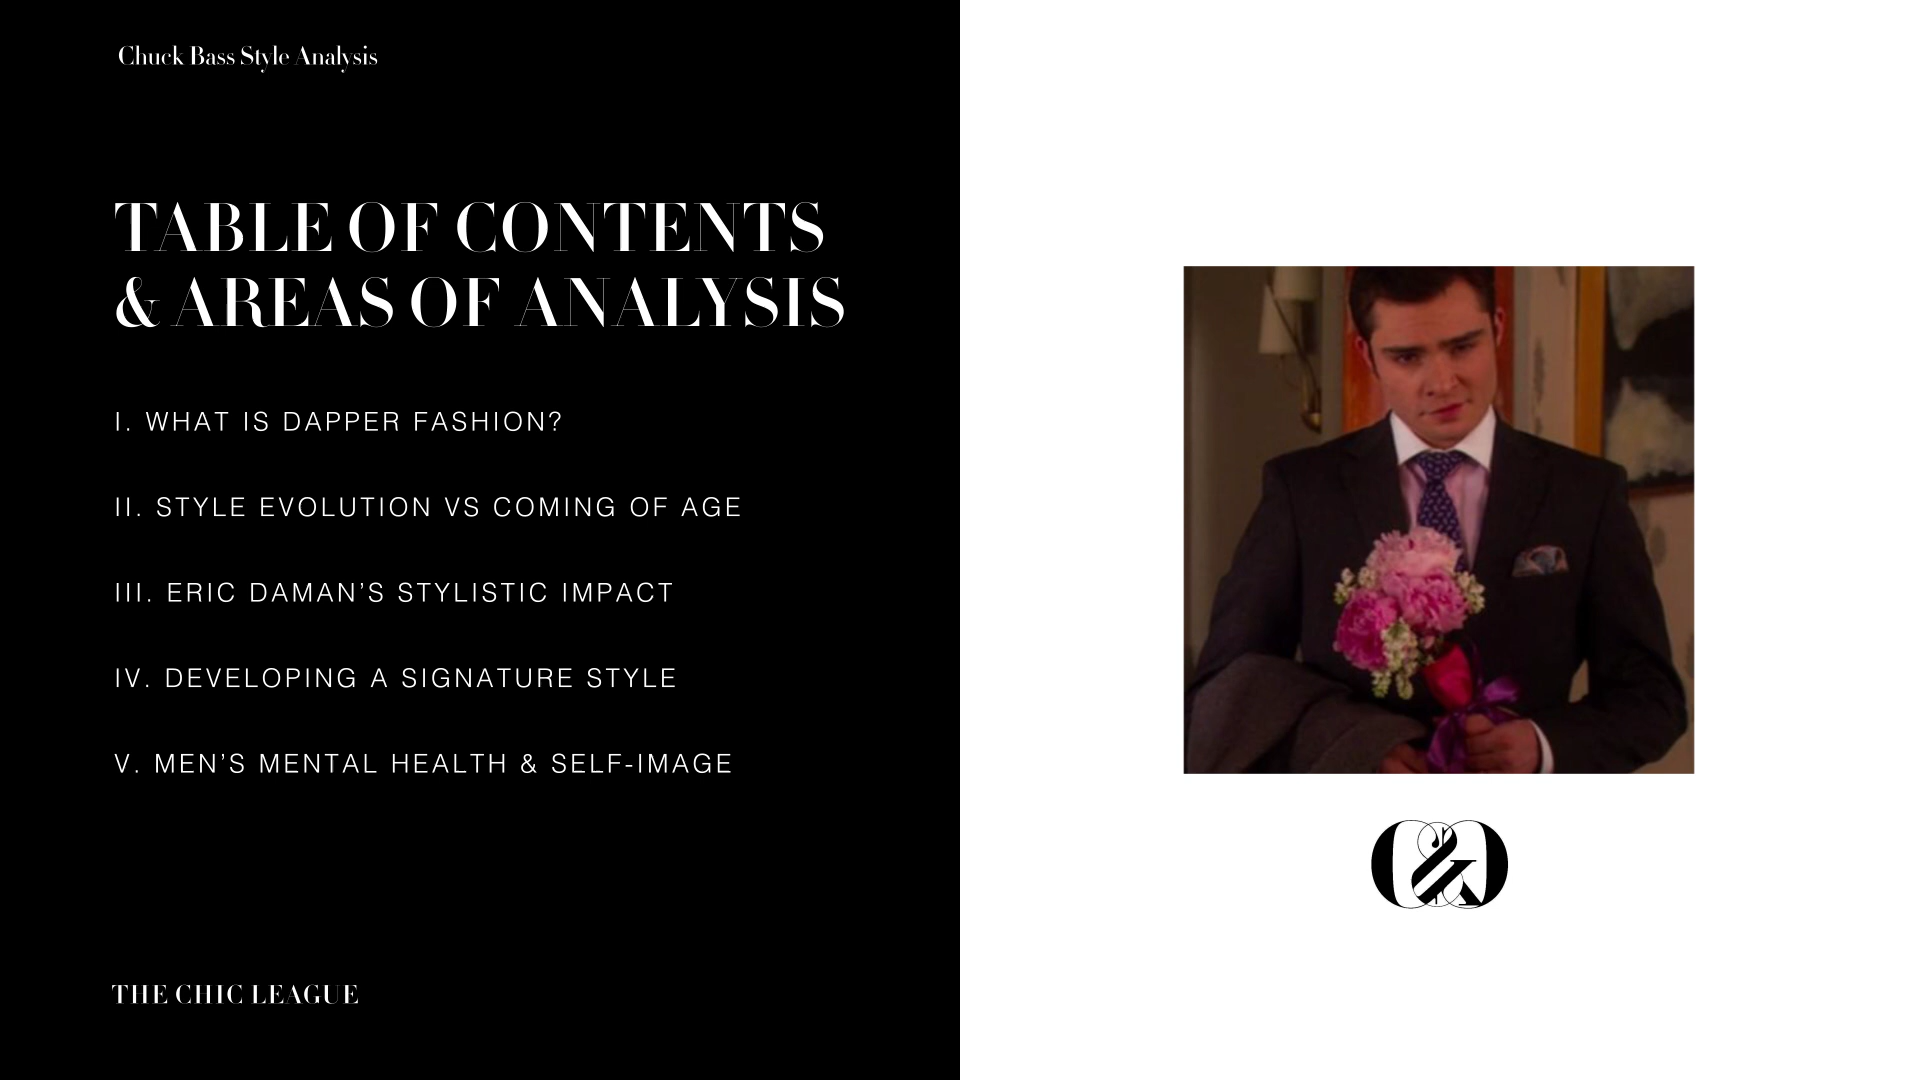 Chuck Bass Style Analysis
TABLE OF CONTENTS
& AREAS OF ANALYSIS
I. WHAT IS DAPPER FASHION?
II. STYLE EVOLUTION VS COMING OF AGE
III. ERIC DAMAN’S STYLISTIC IMPACT
IV. DEVELOPING A SIGNATURE STYLE
V. MEN’S MENTAL HEALTH & SELF-IMAGE
&
THE CHIC LEAGUE